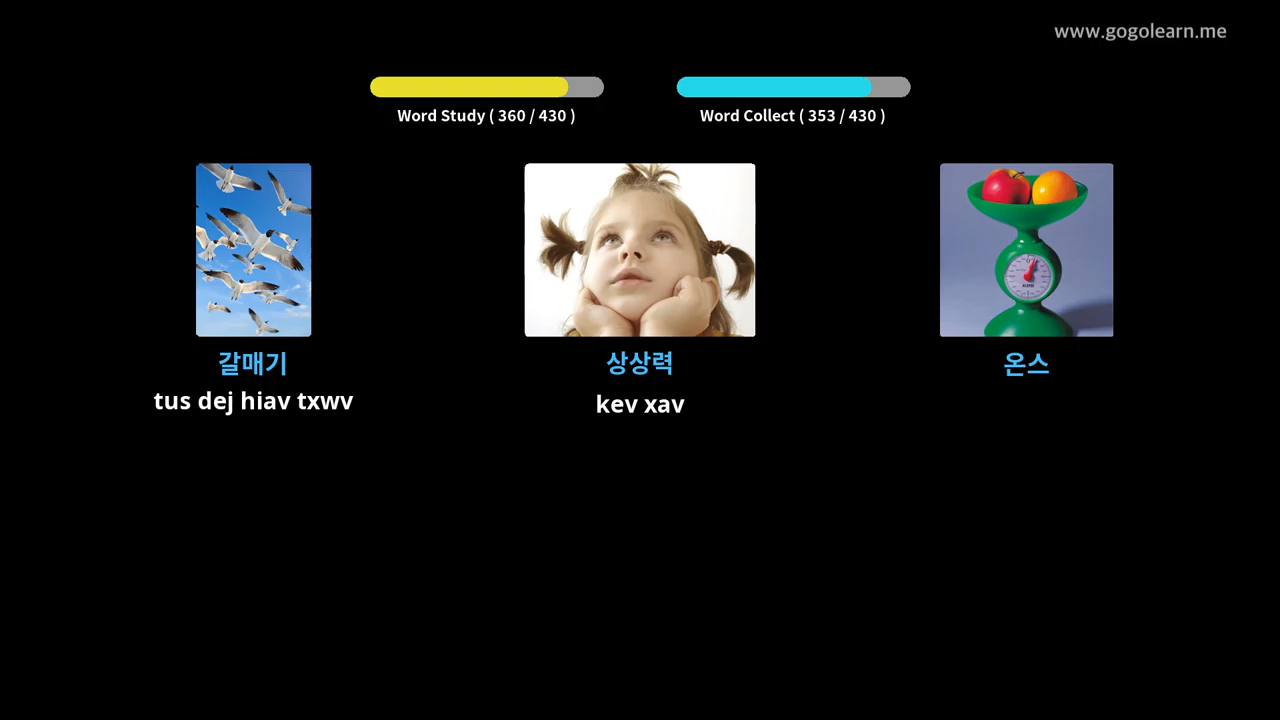 www.gogolearn.me
Word Study ( 360 / 430 )
Word Collect ( 353 / 430 )
갈매기
상상력
온스
tus dej hiav txwv
kev xav